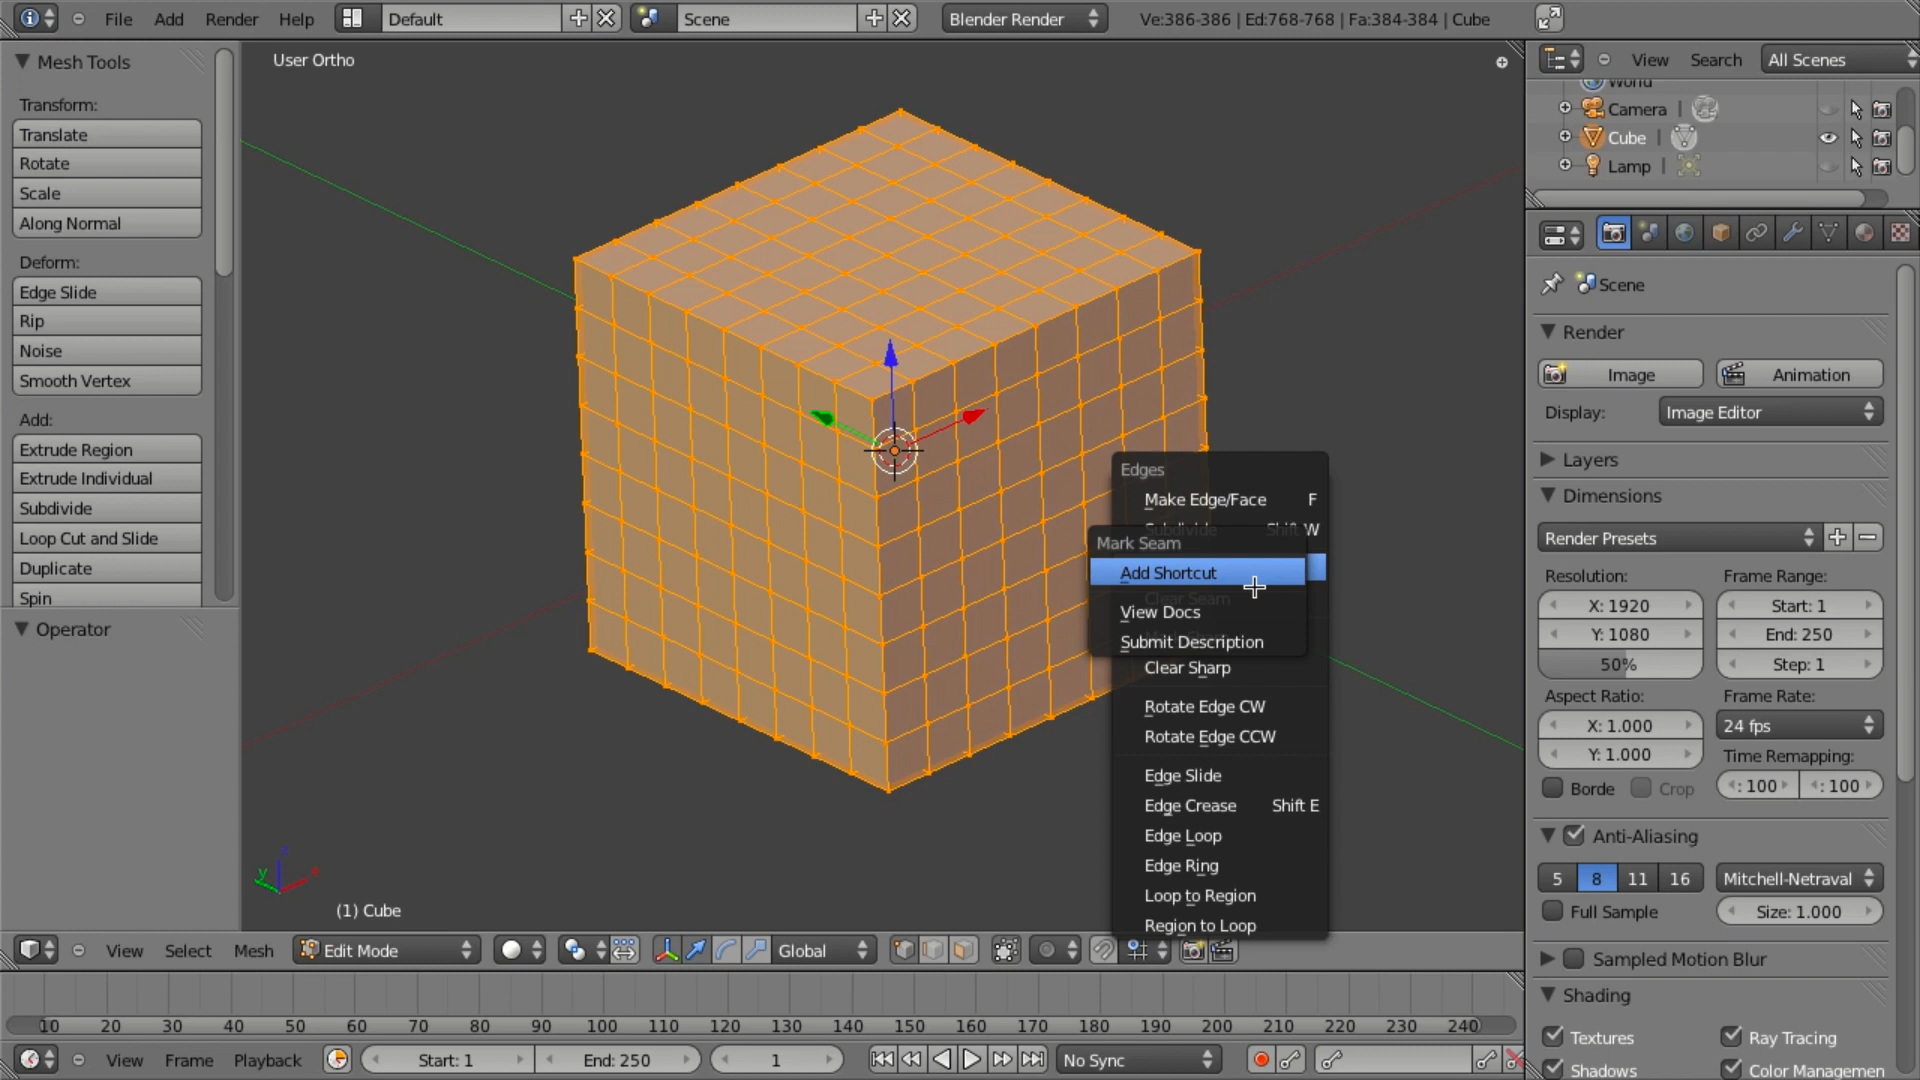 File Add Render Help Default Scene Blender Render Ve:386-386 | Ed:768-768 | Fa:384-384 | Cube
Mesh Tools
Transform:
Translate
Rotate
Scale
Along Normal
Deform:
Edge Slide
Rip
Noise
Smooth Vertex
Add:
Extrude Region
Extrude Individual
Subdivide
Loop Cut and Slide
Duplicate
Spin
Operator
User Ortho
y
x
z
(1) Cube
Edges
Make Edge/Face F
Subdivide Shift W
Mark Seam
Add Shortcut
Clear Seam
View Docs
Submit Description
Clear Sharp
Rotate Edge CW
Rotate Edge CCW
Edge Slide
Edge Crease Shift E
Edge Loop
Edge Ring
Loop to Region
Region to Loop
View Select Mesh Edit Mode Global
10 20 30 40 50 60 70 80 90 100 110 120 130 140 150 160 170 180 190 200 210 220 230 240
View Frame Playback Start: 1 End: 250 1 No Sync
View Search All Scenes
World
Camera
Cube
Lamp
Scene
Render
Image Animation
Display: Image Editor
Layers
Dimensions
Render Presets
Resolution: Frame Range:
X: 1920 Start: 1
Y: 1080 End: 250
50% Step: 1
Aspect Ratio: Frame Rate:
X: 1.000 24 fps
Y: 1.000 Time Remapping:
Borde Crop : 100 : 100
Anti-Aliasing
5 8 11 16 Mitchell-Netraval
Full Sample Size: 1.000
Sampled Motion Blur
Shading
Textures Ray Tracing
Shadows Color Managemen